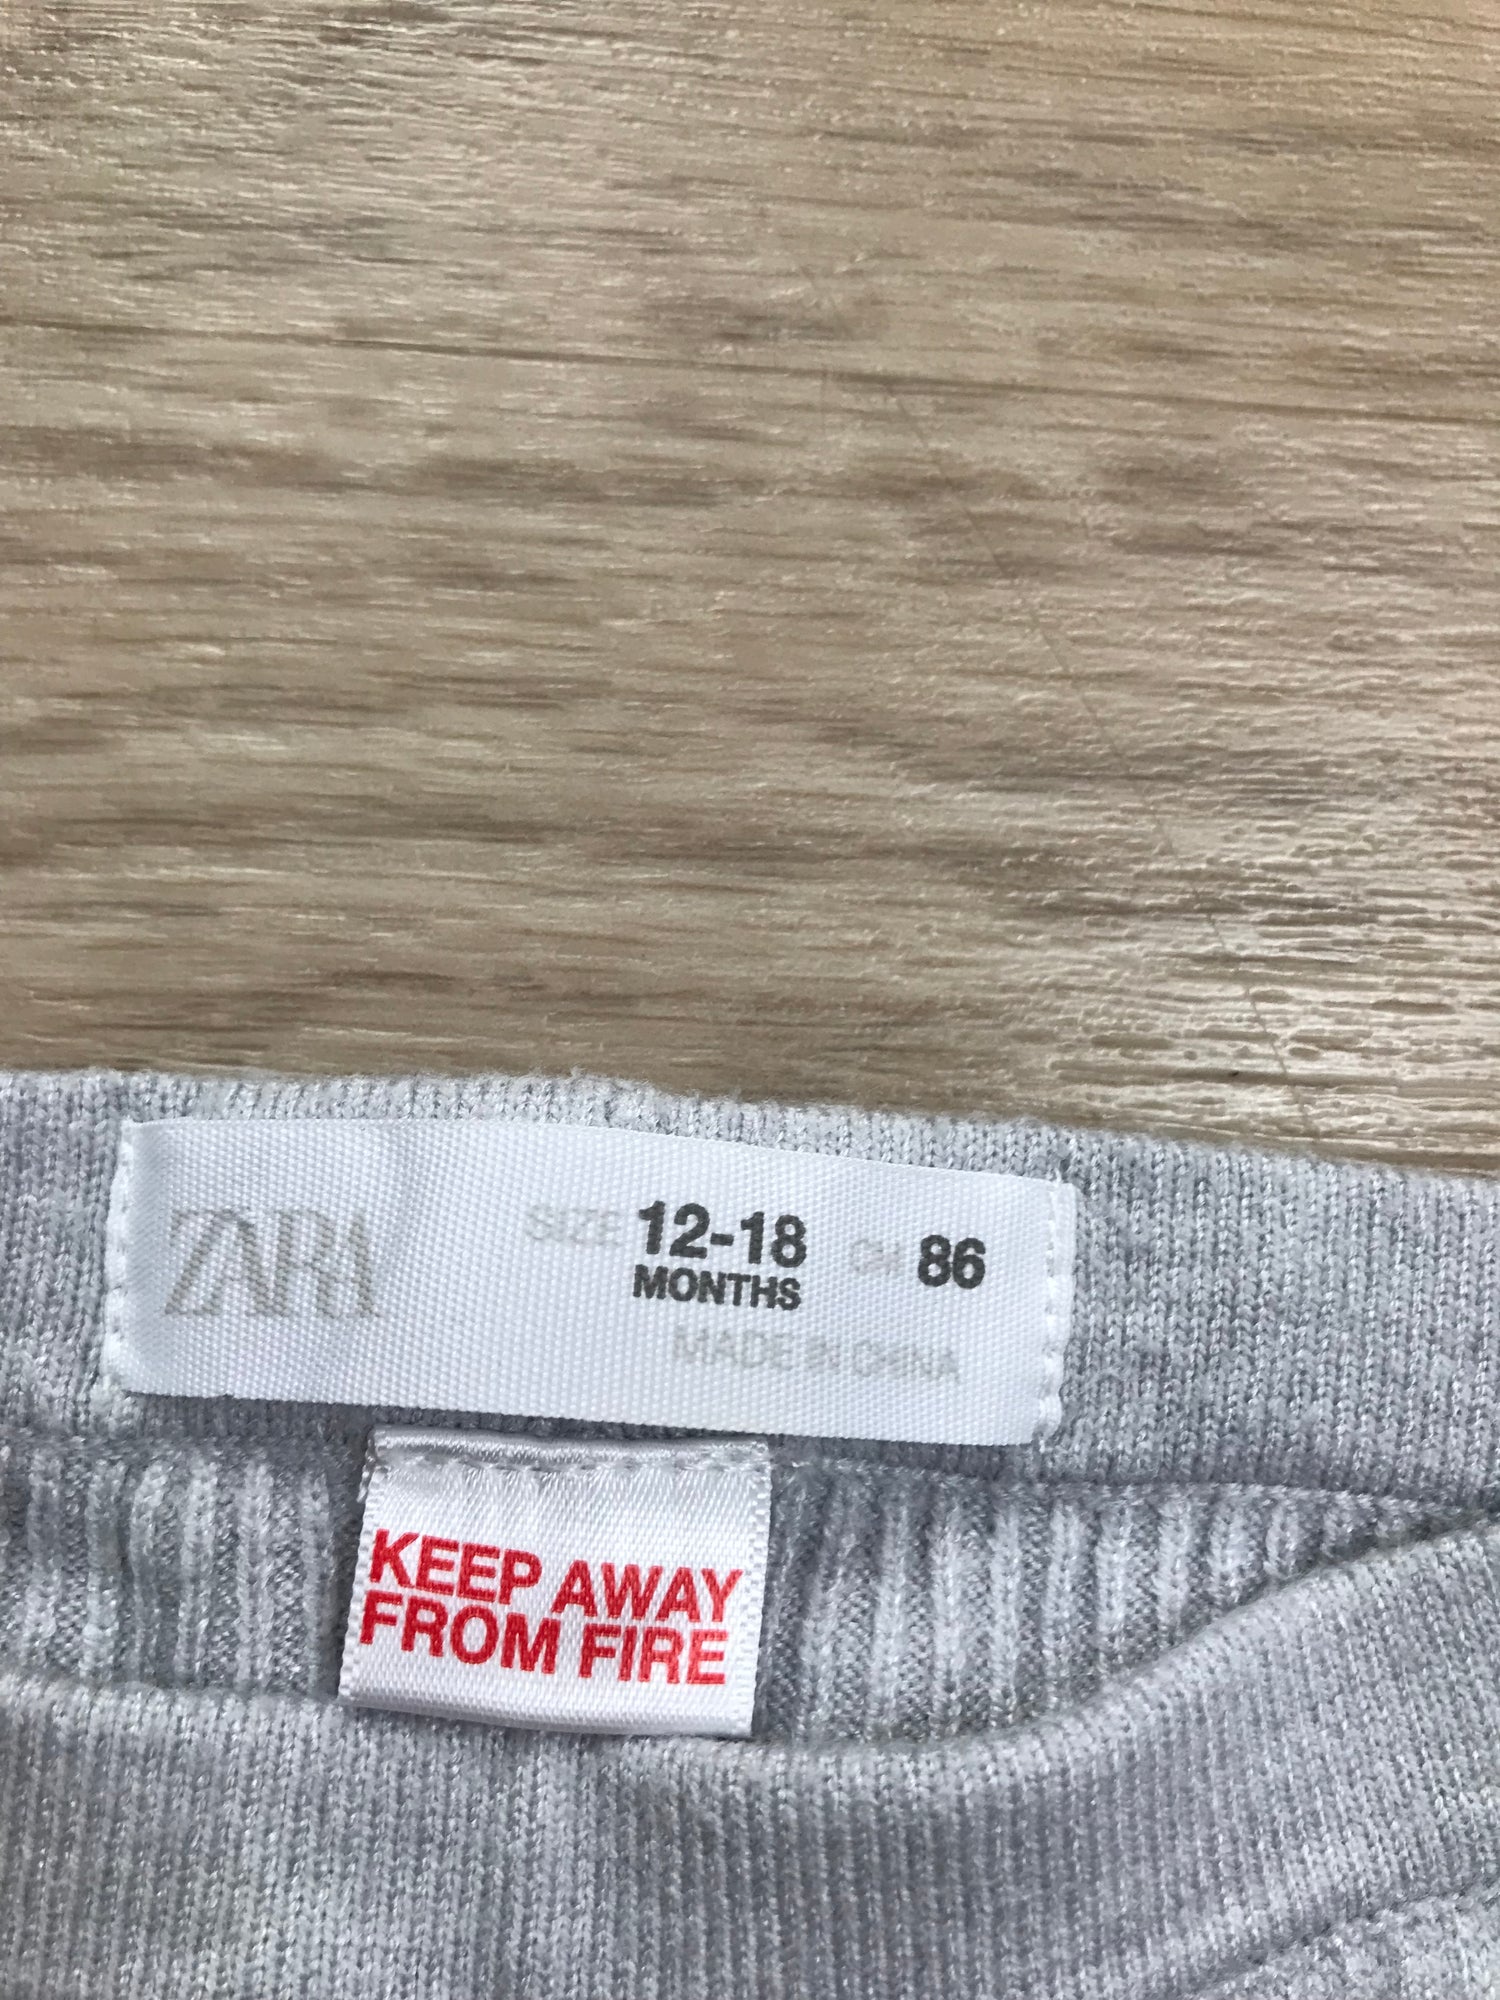 ZARA
SIZE 12-18 CM 86
MONTHS
MADE IN CHINA
KEEP AWAY
FROM FIRE